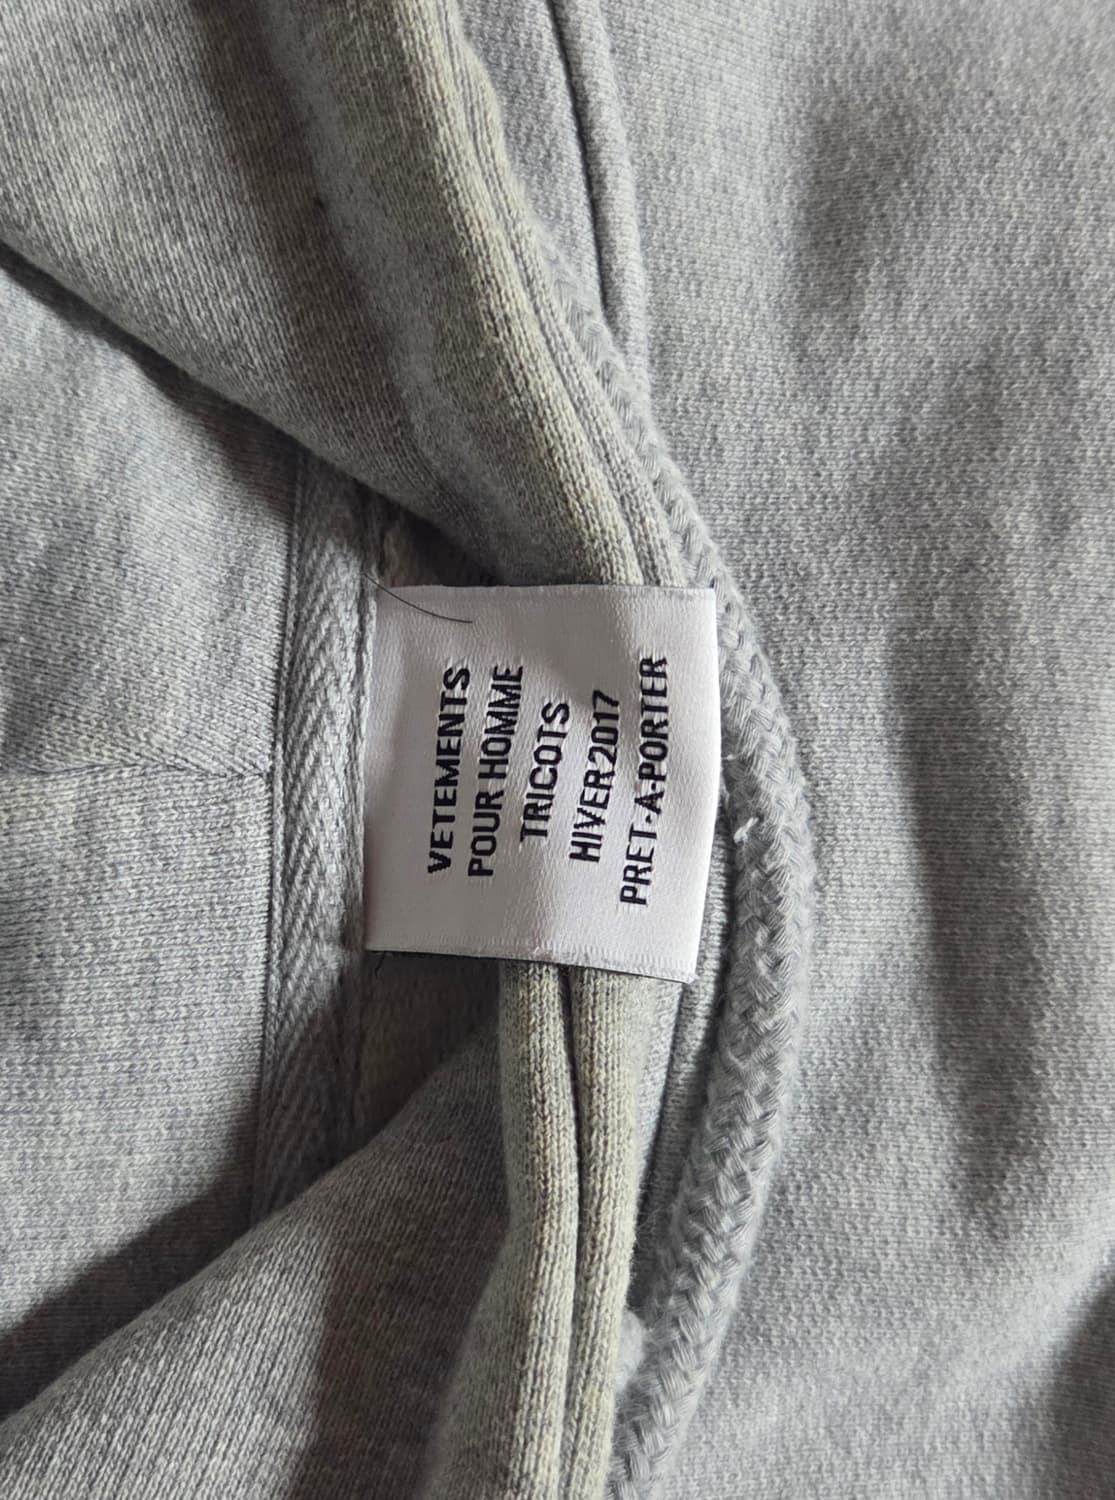 VETEMENTS
POUR HOMME
TRICOTS
HIVER 2017
PRET-A-PORTER